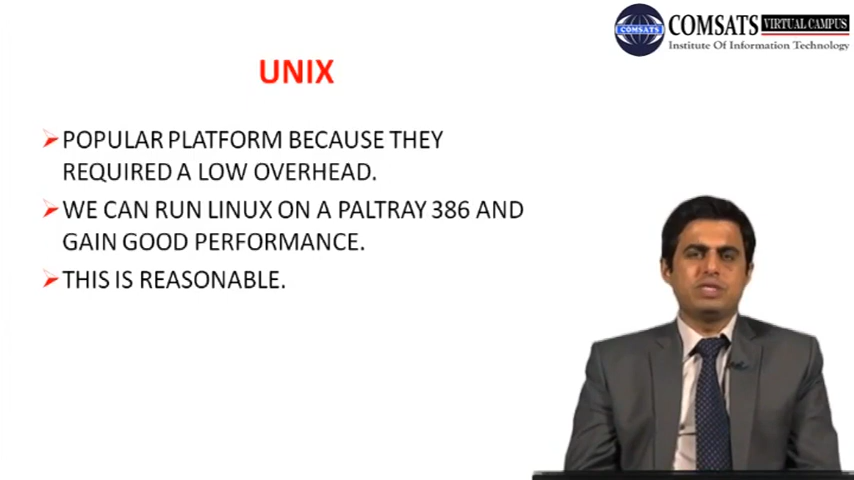 COMSATS VIRTUAL CAMPUS
COMSATS
Institute Of Information Technology
UNIX
POPULAR PLATFORM BECAUSE THEY
REQUIRED A LOW OVERHEAD.
WE CAN RUN LINUX ON A PALTRAY 386 AND
GAIN GOOD PERFORMANCE.
THIS IS REASONABLE.